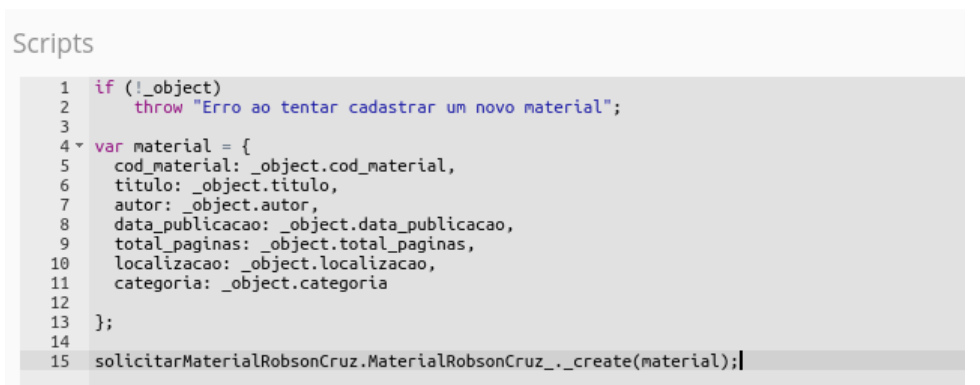 Scripts
1 if (!_object)
2     throw "Erro ao tentar cadastrar um novo material";
3
4 var material = {
5   cod_material: _object.cod_material,
6   titulo: _object.titulo,
7   autor: _object.autor,
8   data_publicacao: _object.data_publicacao,
9   total_paginas: _object.total_paginas,
10   localizacao: _object.localizacao,
11   categoria: _object.categoria
12
13 };
14
15 solicitarMaterialRobsonCruz.MaterialRobsonCruz_._create(material);